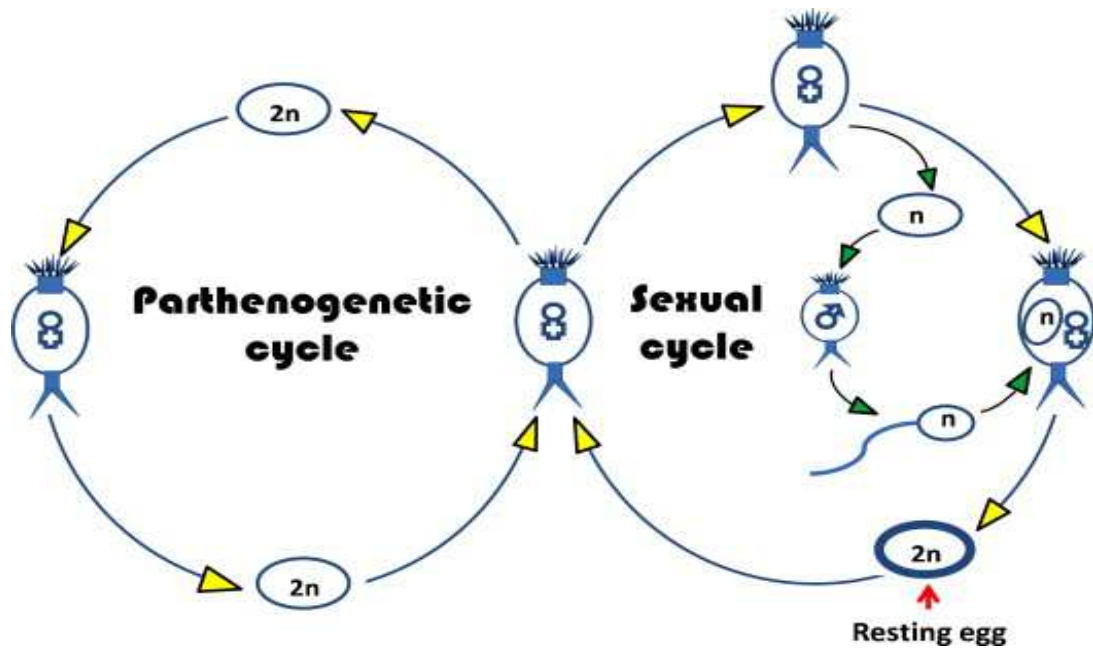 2n
n
Parthenogenetic
cycle
Sexual
cycle
n
n
2n
2n
Resting egg